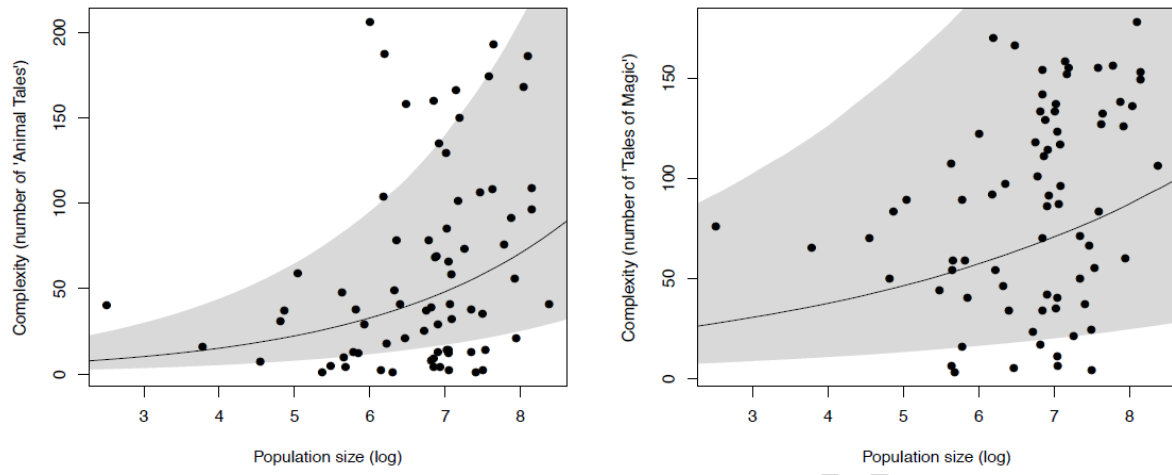 Complexity (number of 'Animal Tales')
200
150
100
50
0
3 4 5 6 7 8
Population size (log)
Complexity (number of 'Tales of Magic')
150
100
50
0
3 4 5 6 7 8
Population size (log)